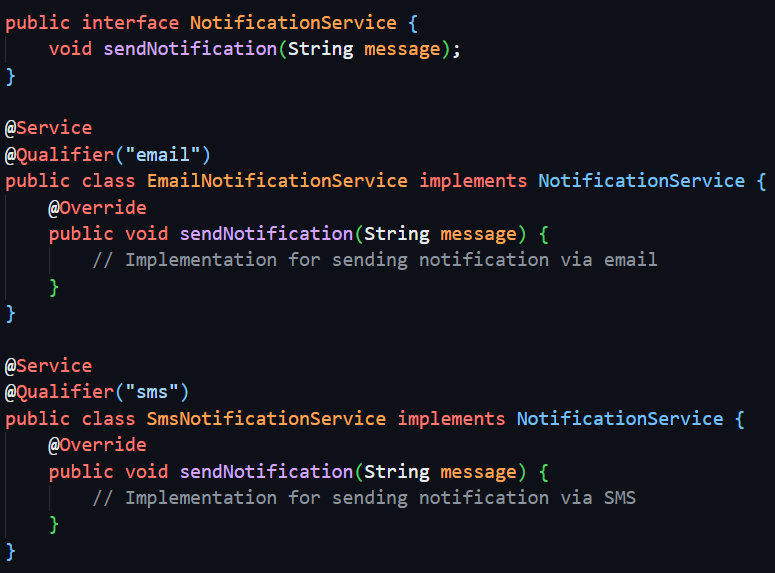 public interface NotificationService {
    void sendNotification(String message);
}
@Service
@Qualifier("email")
public class EmailNotificationService implements NotificationService {
    @Override
    public void sendNotification(String message) {
        // Implementation for sending notification via email
    }
}
@Service
@Qualifier("sms")
public class SmsNotificationService implements NotificationService {
    @Override
    public void sendNotification(String message) {
        // Implementation for sending notification via SMS
    }
}